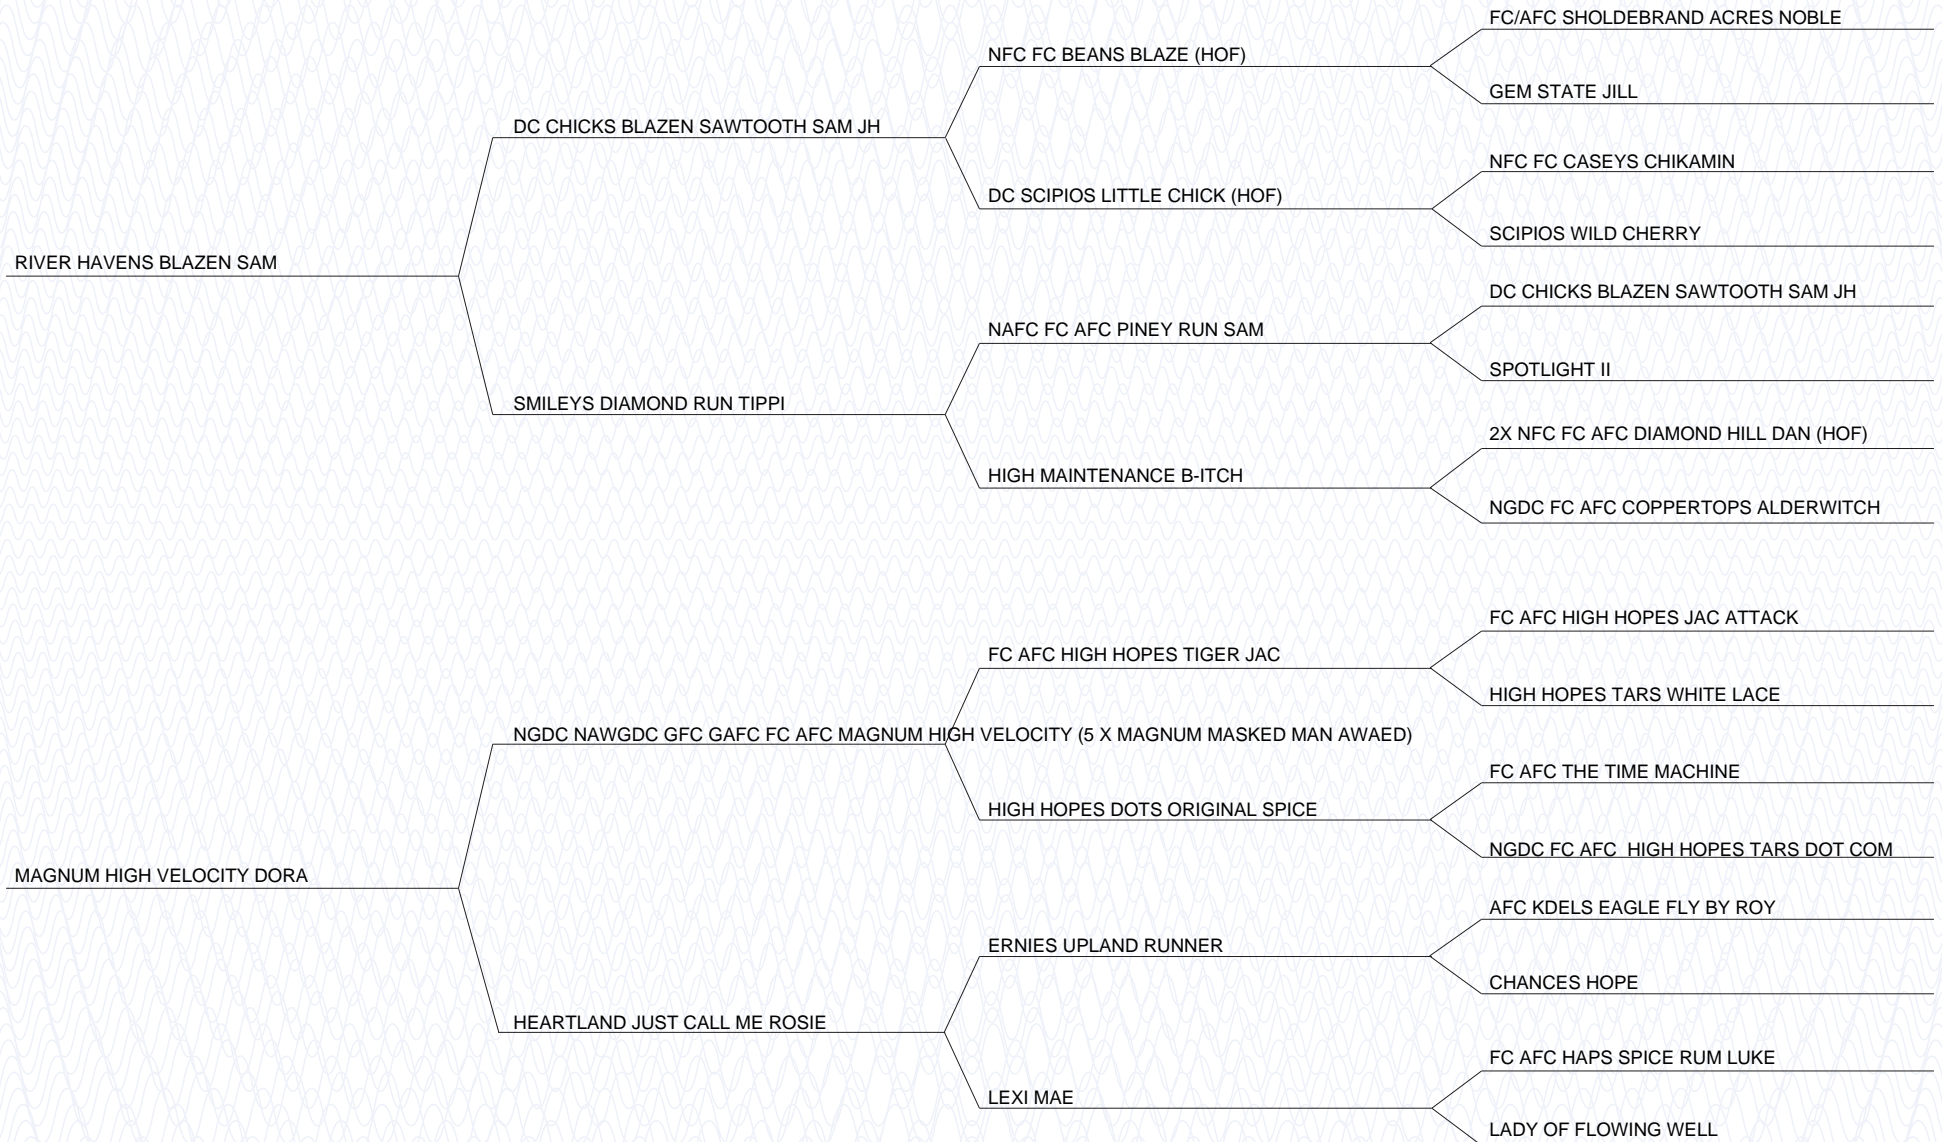 FC/AFC SHOLDEBRAND ACRES NOBLE
NFC FC BEANS BLAZE (HOF)
GEM STATE JILL
DC CHICKS BLAZEN SAWTOOTH SAM JH
NFC FC CASEYS CHIKAMIN
DC SCIPIOS LITTLE CHICK (HOF)
SCIPIOS WILD CHERRY
RIVER HAVENS BLAZEN SAM
DC CHICKS BLAZEN SAWTOOTH SAM JH
NAFC FC AFC PINEY RUN SAM
SPOTLIGHT II
SMILEYS DIAMOND RUN TIPPI
2X NFC FC AFC DIAMOND HILL DAN (HOF)
HIGH MAINTENANCE B-ITCH
NGDC FC AFC COPPERTOPS ALDERWITCH
FC AFC HIGH HOPES JAC ATTACK
FC AFC HIGH HOPES TIGER JAC
HIGH HOPES TARS WHITE LACE
NGDC NAWGDC GFC GAFC FC AFC MAGNUM HIGH VELOCITY (5 X MAGNUM MASKED MAN AWAED)
FC AFC THE TIME MACHINE
HIGH HOPES DOTS ORIGINAL SPICE
NGDC FC AFC  HIGH HOPES TARS DOT COM
MAGNUM HIGH VELOCITY DORA
AFC KDELS EAGLE FLY BY ROY
ERNIES UPLAND RUNNER
CHANCES HOPE
HEARTLAND JUST CALL ME ROSIE
FC AFC HAPS SPICE RUM LUKE
LEXI MAE
LADY OF FLOWING WELL